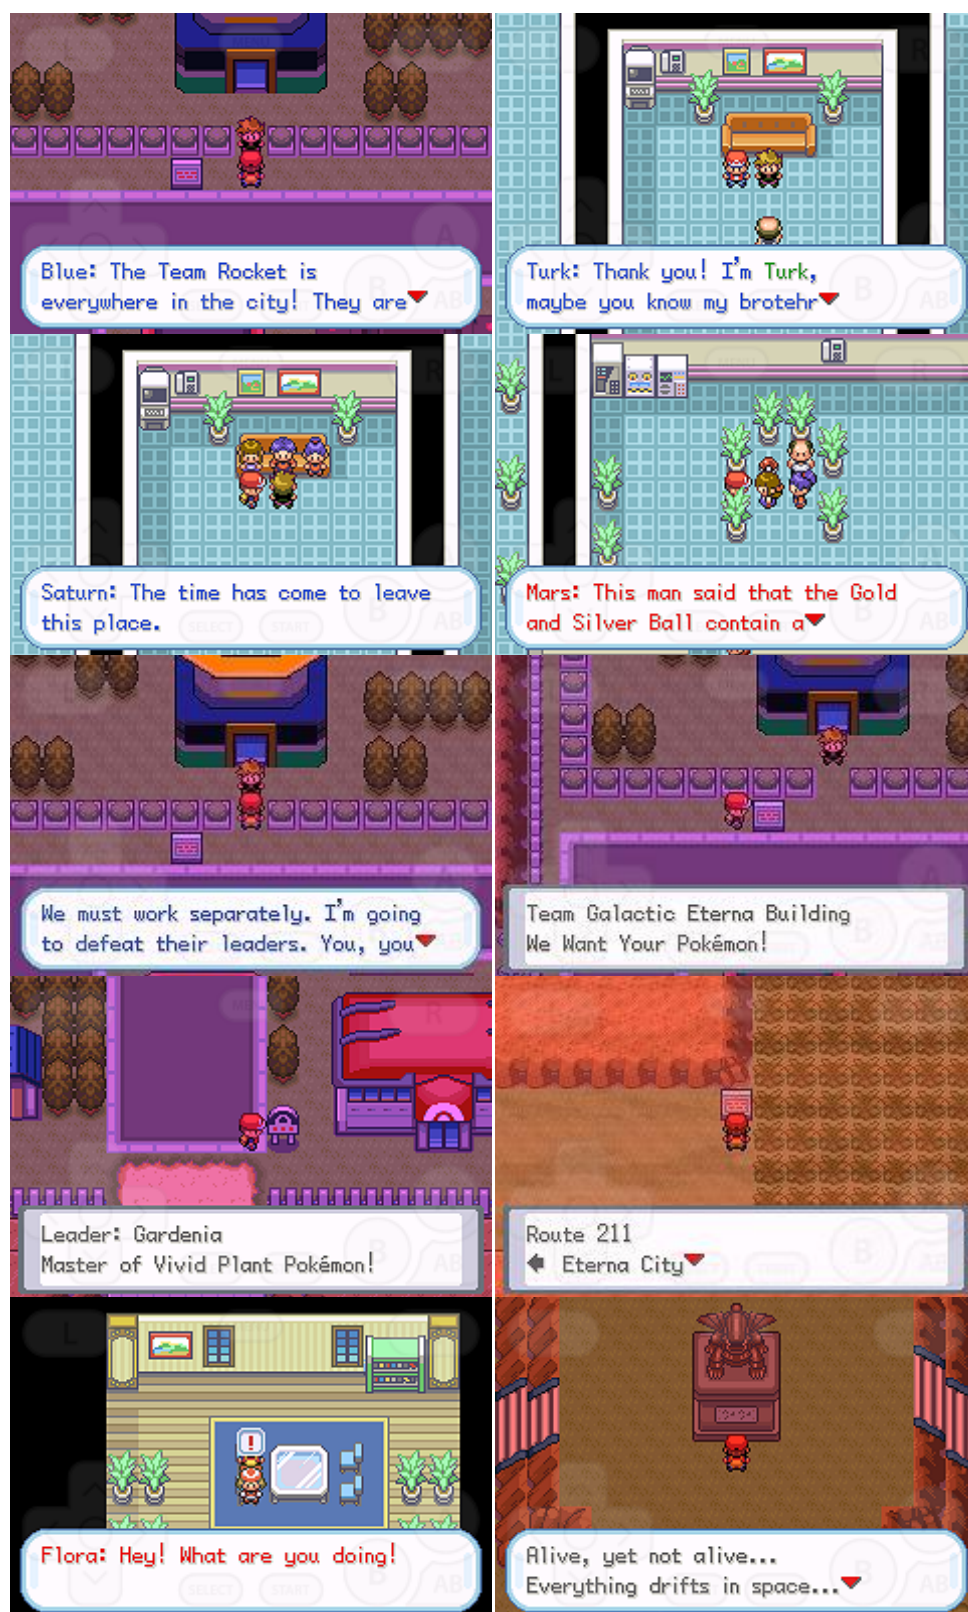 Blue: The Team Rocket is
everywhere in the city! They are
Turk: Thank you! I'm Turk,
maybe you know my brotehr
Saturn: The time has come to leave
this place.
Mars: This man said that the Gold
and Silver Ball contain a
We must work separately. I'm going
to defeat their leaders. You, you
Team Galactic Eterna Building
We Want Your Pokémon!
Leader: Gardenia
Master of Vivid Plant Pokémon!
Route 211
← Eterna City
Flora: Hey! What are you doing!
Alive, yet not alive...
Everything drifts in space...